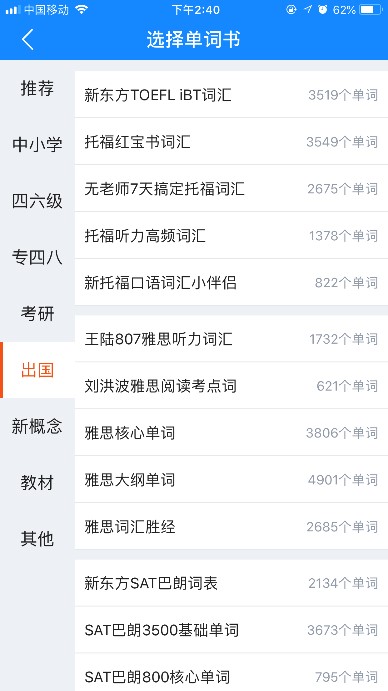 中国移动 下午2:40 62%
选择单词书
推荐
中小学
四六级
专四八
考研
出国
新概念
教材
其他
新东方TOEFL iBT词汇 3519个单词
托福红宝书词汇 3549个单词
无老师7天搞定托福词汇 2675个单词
托福听力高频词汇 1378个单词
新托福口语词汇小伴侣 822个单词
王陆807雅思听力词汇 1732个单词
刘洪波雅思阅读考点词 621个单词
雅思核心单词 3806个单词
雅思大纲单词 4901个单词
雅思词汇胜经 2685个单词
新东方SAT巴朗词表 2134个单词
SAT巴朗3500基础单词 3673个单词
SAT巴朗800核心单词 795个单词